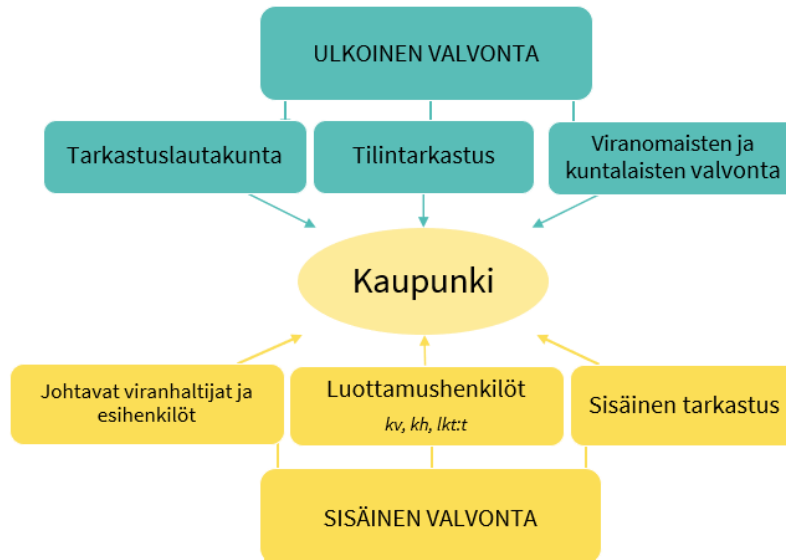 ULKOINEN VALVONTA
Tarkastuslautakunta
Tilintarkastus
Viranomaisten ja
kuntalaisten valvonta
Kaupunki
Johtavat viranhaltijat ja
esihenkilöt
Luottamushenkilöt
kv, kh, lkt:t
Sisäinen tarkastus
SISÄINEN VALVONTA